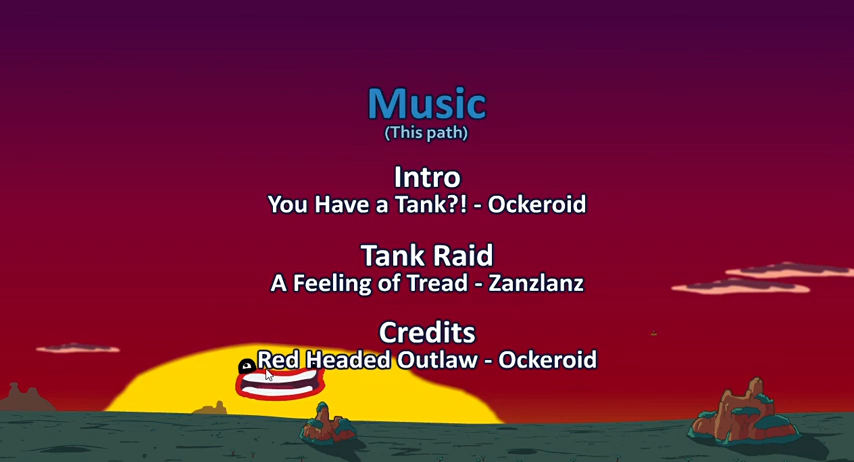 Music
(This path)
Intro
You Have a Tank?! - Ockeroid
Tank Raid
A Feeling of Tread - Zanzlanz
Credits
Red Headed Outlaw - Ockeroid